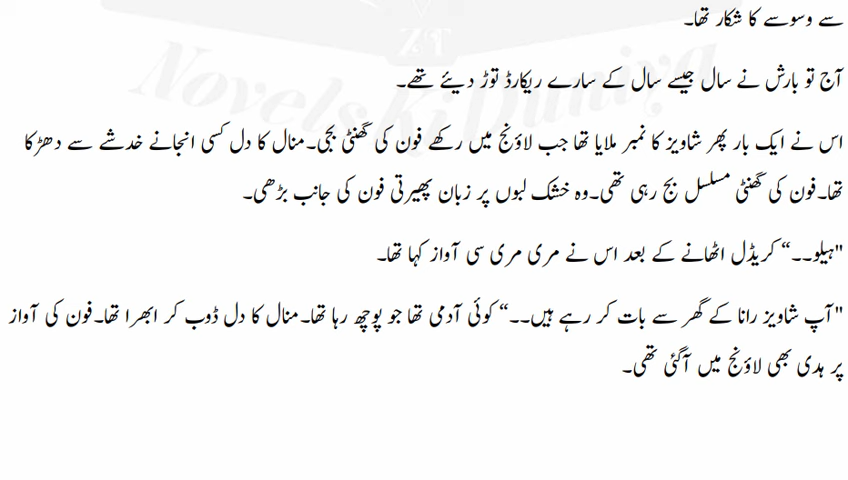 سے وسوسے کا شکار تھا۔
آج تو بارش نے سال جیسے سال کے سارے ریکارڈ توڑ دیئے تھے۔
اس نے ایک بار پھر شاویز کا نمبر ملایا تھا جب لاؤنج میں رکھے فون کی گھنٹی بجی۔منال کا دل کسی انجانے خدشے سے دھڑکا
تھا۔فون کی گھنٹی مسلسل بج رہی تھی۔وہ خشک لبوں پر زبان پھیرتی فون کی جانب بڑھی۔
"ہیلو۔۔“ کریڈل اٹھانے کے بعد اس نے مری مری سی آواز کہا تھا۔
"آپ شاویز رانا کے گھر سے بات کر رہے ہیں۔۔“ کوئی آدمی تھا جو پوچھ رہا تھا۔منال کا دل ڈوب کر ابھرا تھا۔فون کی آواز
پر ہدی بھی لاؤنج میں آگئی تھی۔
Novels Ki Duniya